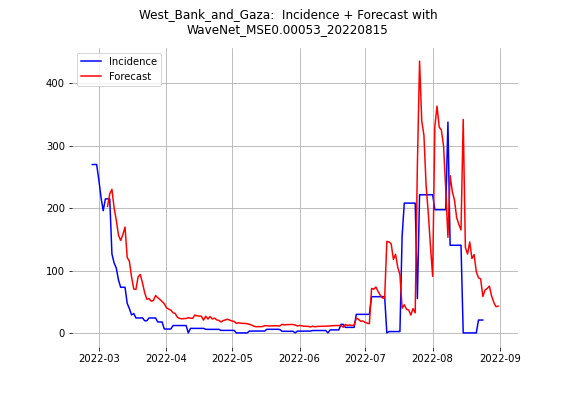 West_Bank_and_Gaza: Incidence + Forecast with
WaveNet_MSE0.00053_20220815
Incidence
Forecast
400
300
200
100
0
2022-03 2022-04 2022-05 2022-06 2022-07 2022-08 2022-09